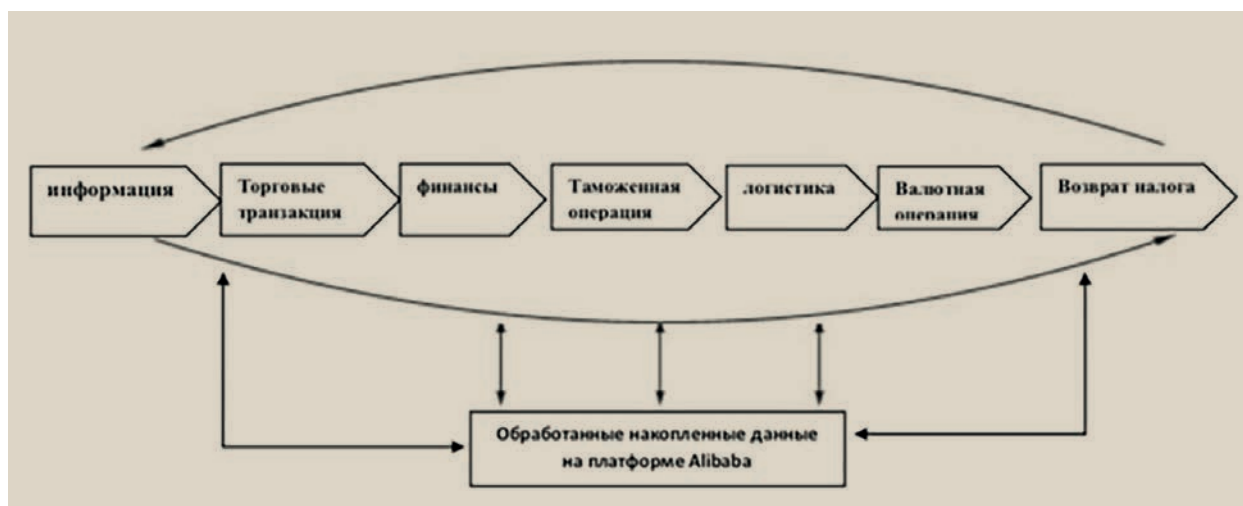 информация
Торговые
транзакция
финансы
Таможенная
операция
логистика
Валютная
операция
Возврат налога
Обработанные накопленные данные
на платформе Alibaba